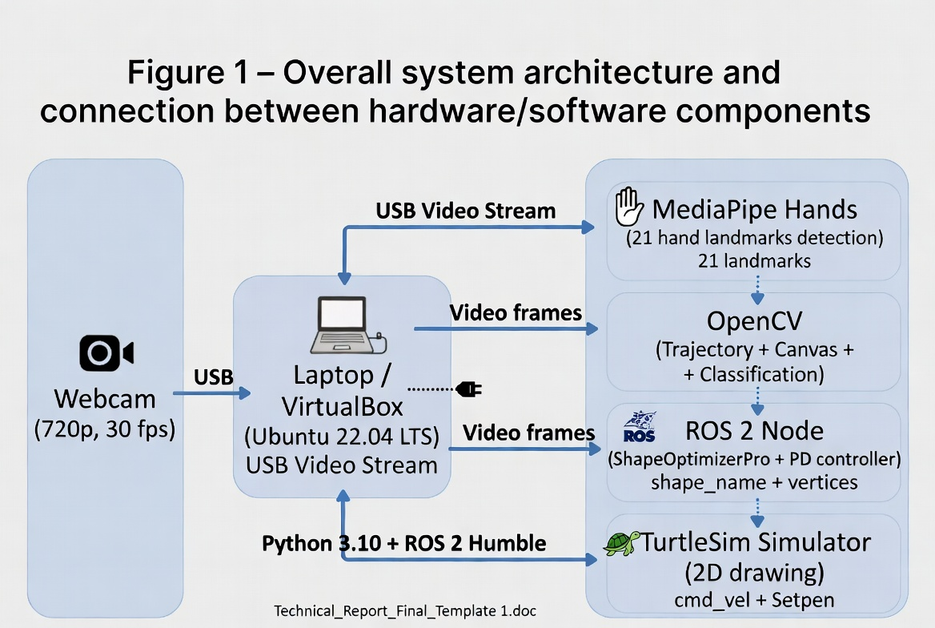 Figure 1 – Overall system architecture and
connection between hardware/software components
USB Video Stream
MediaPipe Hands
(21 hand landmarks detection)
21 landmarks
Video frames
OpenCV
(Trajectory + Canvas +
+ Classification)
USB
Webcam
(720p, 30 fps)
Laptop /
VirtualBox
(Ubuntu 22.04 LTS)
USB Video Stream
Video frames
ROS
ROS 2 Node
(ShapeOptimizerPro + PD controller)
shape_name + vertices
Python 3.10 + ROS 2 Humble
TurtleSim Simulator
(2D drawing)
cmd_vel + Setpen
Technical_Report_Final_Template 1.doc